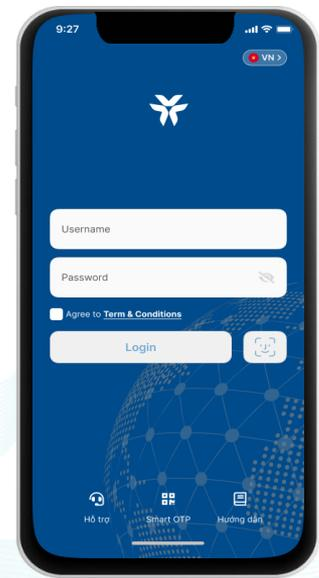 9:27
VN >
Username
Password
Agree to Term & Conditions
Login
Hỗ trợ Smart OTP Hướng dẫn